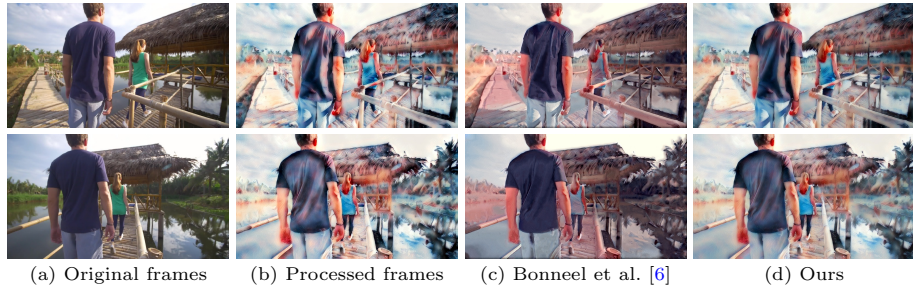 (a) Original frames (b) Processed frames (c) Bonneel et al. [6] (d) Ours